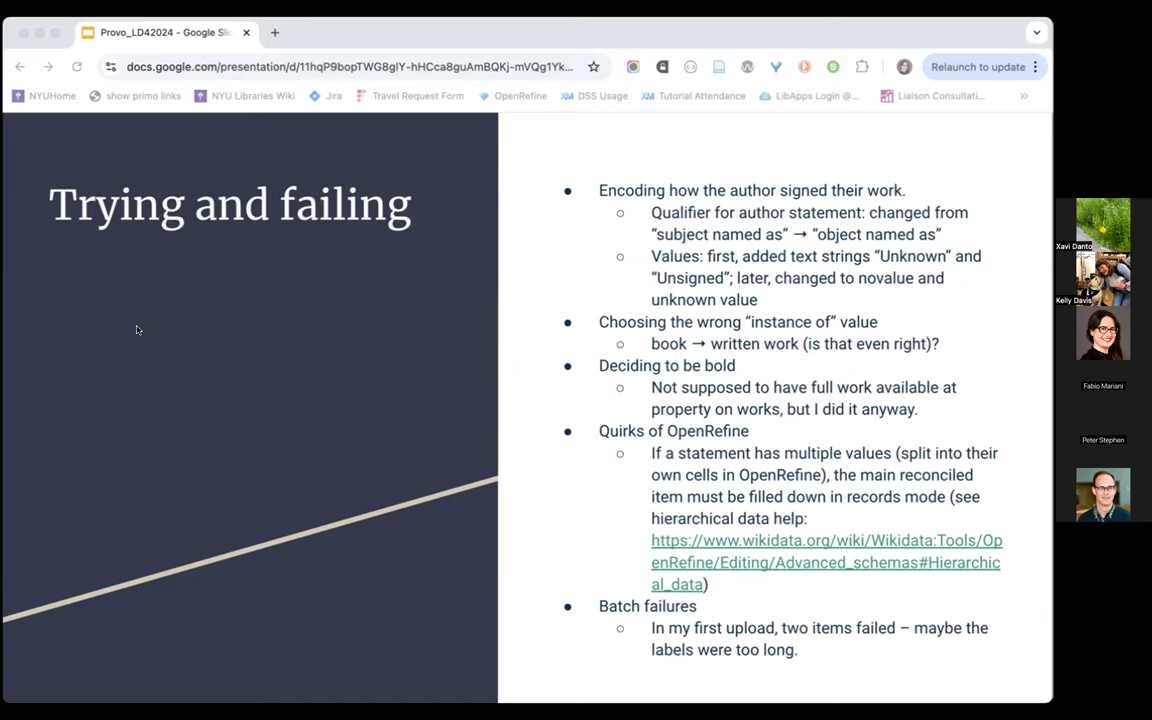 Provo_LD42024 - Google Slic
docs.google.com/presentation/d/11hqP9bopTWG8glY-hHCca8guAmBQKj-mVQg1Yk...
Relaunch to update
NYUHome
show primo links
NYU Libraries Wiki
Jira
Travel Request Form
OpenRefine
DSS Usage
Tutorial Attendance
LibApps Login @...
Liaison Consultati...
Trying and failing
● Encoding how the author signed their work.
○ Qualifier for author statement: changed from
“subject named as” → “object named as”
○ Values: first, added text strings “Unknown” and
“Unsigned”; later, changed to novalue and
unknown value
● Choosing the wrong “instance of” value
○ book → written work (is that even right)?
● Deciding to be bold
○ Not supposed to have full work available at
property on works, but I did it anyway.
● Quirks of OpenRefine
○ If a statement has multiple values (split into their
own cells in OpenRefine), the main reconciled
item must be filled down in records mode (see
hierarchical data help:
https://www.wikidata.org/wiki/Wikidata:Tools/Op
enRefine/Editing/Advanced_schemas#Hierarchic
al_data)
● Batch failures
○ In my first upload, two items failed – maybe the
labels were too long.
Xavi Danto
Kelly Davis
Fabio Mariani
Peter Stephen